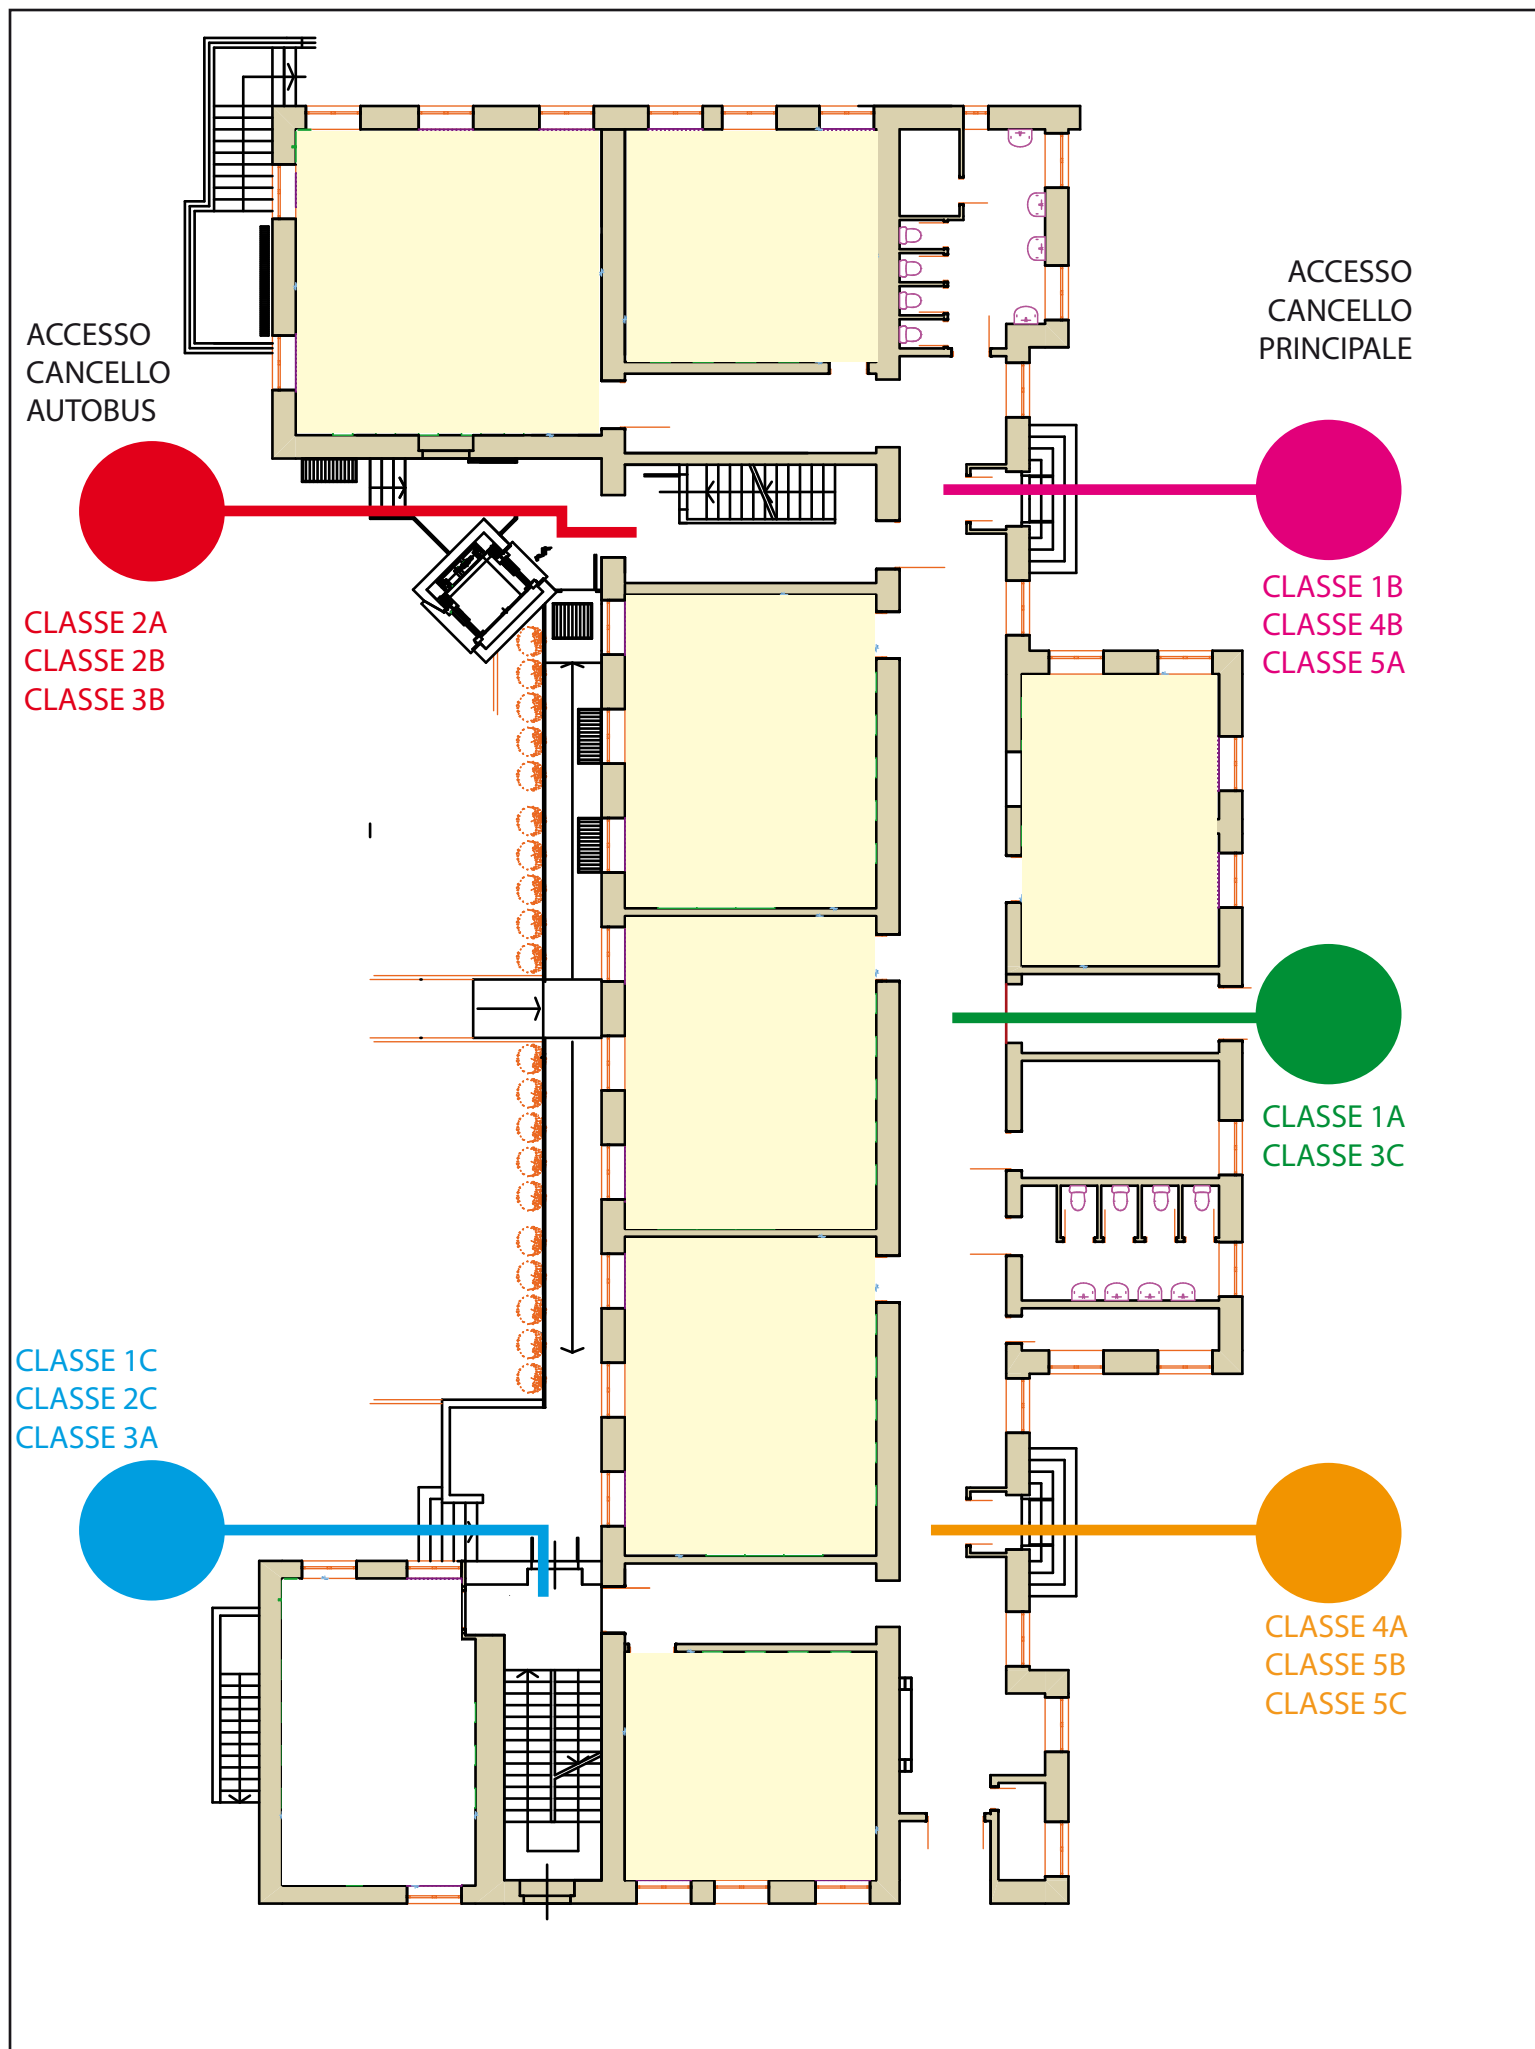 ACCESSO
CANCELLO
AUTOBUS
CLASSE 2A
CLASSE 2B
CLASSE 3B
CLASSE 1C
CLASSE 2C
CLASSE 3A
ACCESSO
CANCELLO
PRINCIPALE
CLASSE 1B
CLASSE 4B
CLASSE 5A
CLASSE 1A
CLASSE 3C
CLASSE 4A
CLASSE 5B
CLASSE 5C